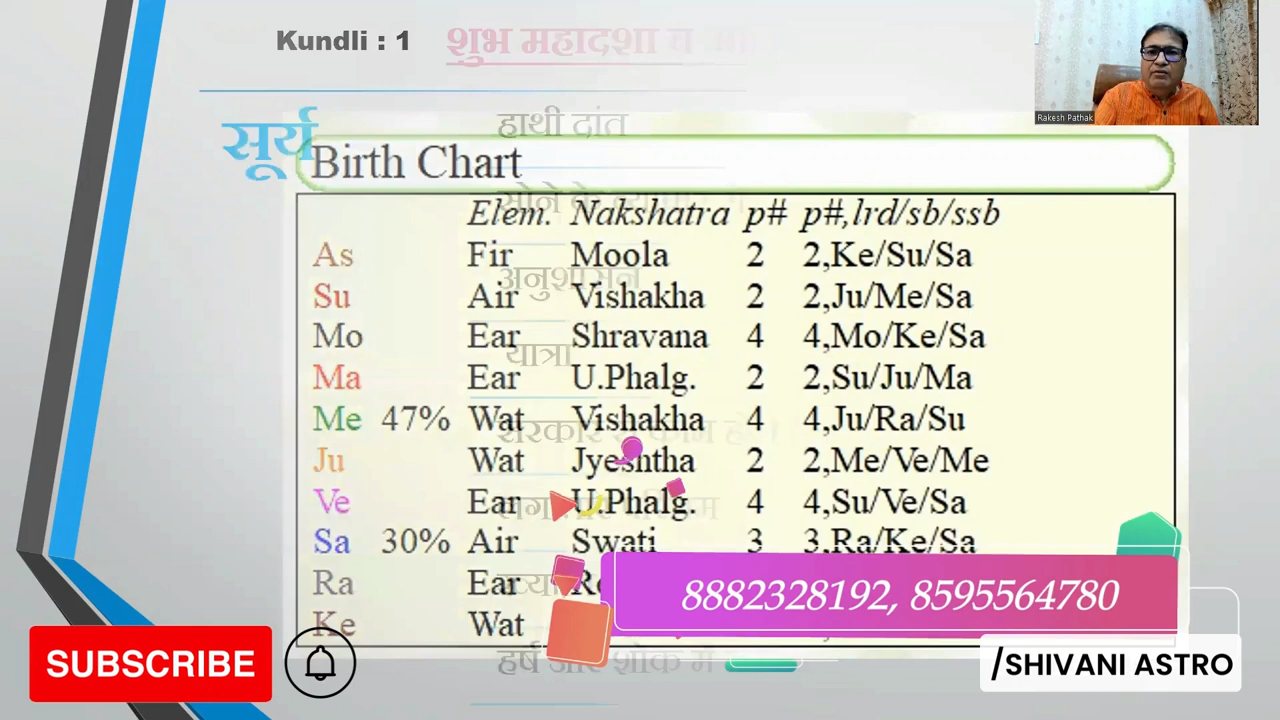 Kundli : 1 शुभ महादशा व
Rakesh Pathak
सूर्य
हाथी दांत
Birth Chart
Elem. Nakshatra p# p#,lrd/sb/ssb
As Fir Moola 2 2,Ke/Su/Sa
अनुशासन
Su Air Vishakha 2 2,Ju/Me/Sa
Mo Ear Shravana 4 4,Mo/Ke/Sa
यात्रा
Ma Ear U.Phalg. 2 2,Su/Ju/Ma
Me 47% Wat Vishakha 4 4,Ju/Ra/Su
Ju Wat Jyeshtha 2 2,Me/Ve/Me
Ve Ear U.Phalg. 4 4,Su/Ve/Sa
Sa 30% Air Swati 3 3,Ra/Ke/Sa
Ra Ear
8882328192, 8595564780
Ke Wat
हर्ष और शोक में
SUBSCRIBE
/SHIVANI ASTRO